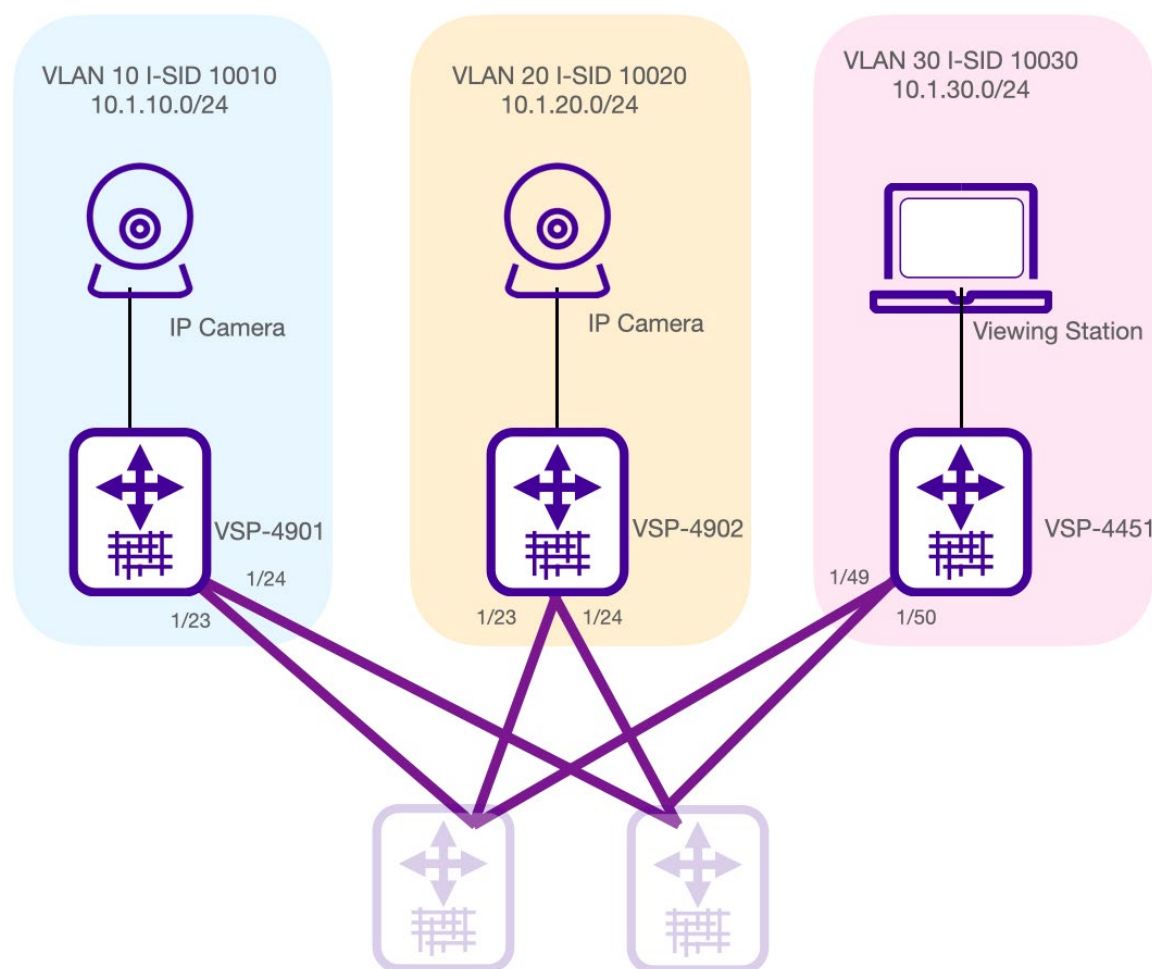 VLAN 10 I-SID 10010
10.1.10.0/24
VLAN 20 I-SID 10020
10.1.20.0/24
VLAN 30 I-SID 10030
10.1.30.0/24
IP Camera
IP Camera
Viewing Station
VSP-4901
VSP-4902
VSP-4451
1/24
1/23
1/23
1/24
1/49
1/50